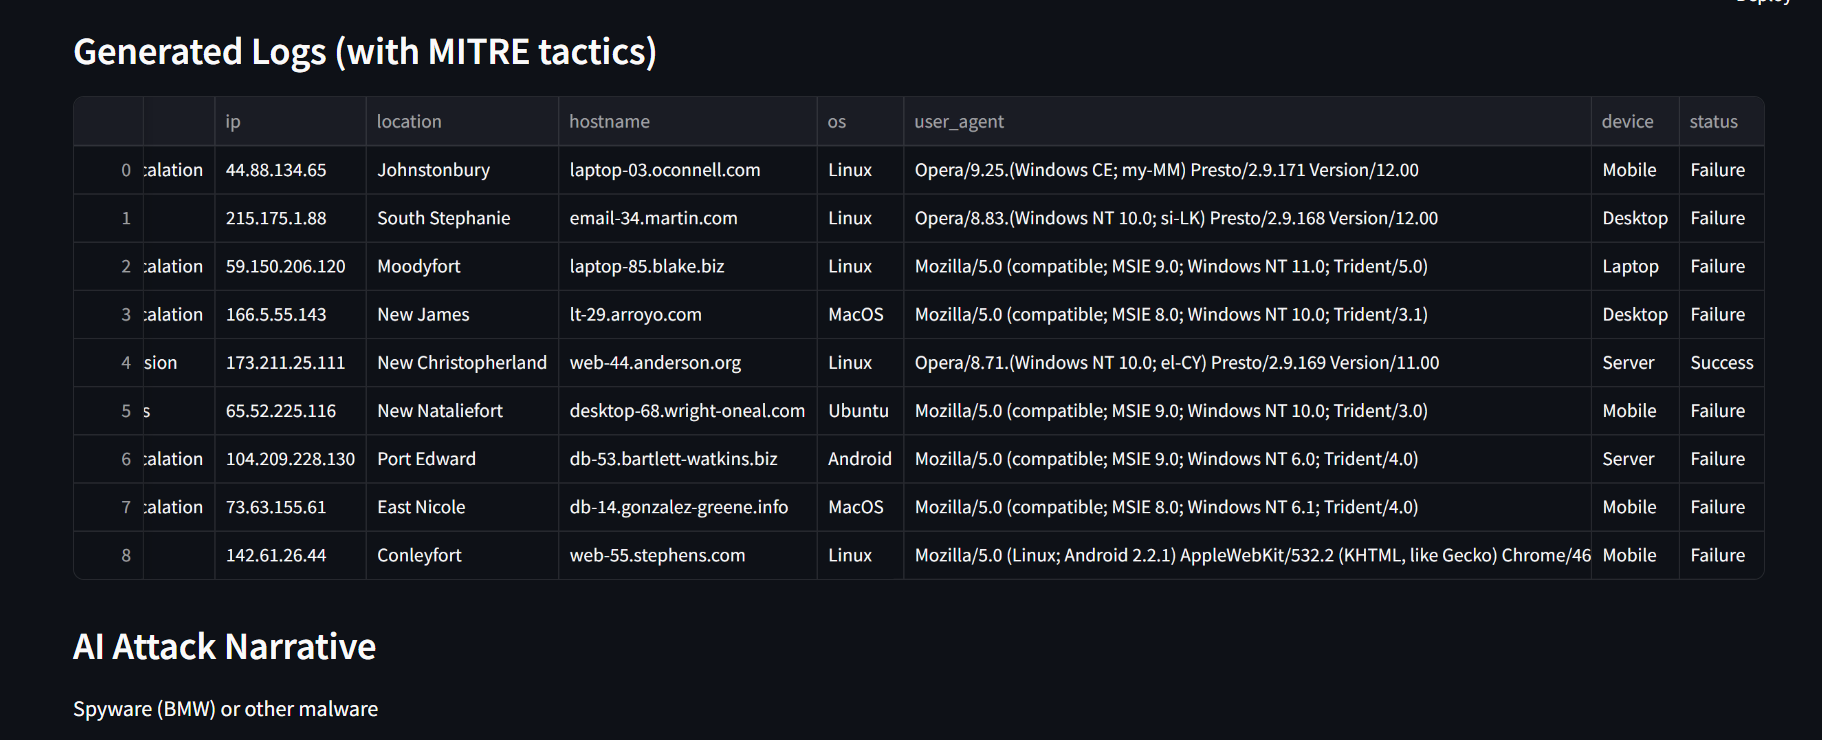 Deploy
Generated Logs (with MITRE tactics)
ip location hostname os user_agent device status
0 calation 44.88.134.65 Johnstonbury laptop-03.oconnell.com Linux Opera/9.25.(Windows CE; my-MM) Presto/2.9.171 Version/12.00 Mobile Failure
1 215.175.1.88 South Stephanie email-34.martin.com Linux Opera/8.83.(Windows NT 10.0; si-LK) Presto/2.9.168 Version/12.00 Desktop Failure
2 calation 59.150.206.120 Moodyfort laptop-85.blake.biz Linux Mozilla/5.0 (compatible; MSIE 9.0; Windows NT 11.0; Trident/5.0) Laptop Failure
3 calation 166.5.55.143 New James lt-29.arroyo.com MacOS Mozilla/5.0 (compatible; MSIE 8.0; Windows NT 10.0; Trident/3.1) Desktop Failure
4 sion 173.211.25.111 New Christopherland web-44.anderson.org Linux Opera/8.71.(Windows NT 10.0; el-CY) Presto/2.9.169 Version/11.00 Server Success
5 s 65.52.225.116 New Nataliefort desktop-68.wright-oneal.com Ubuntu Mozilla/5.0 (compatible; MSIE 9.0; Windows NT 10.0; Trident/3.0) Mobile Failure
6 calation 104.209.228.130 Port Edward db-53.bartlett-watkins.biz Android Mozilla/5.0 (compatible; MSIE 9.0; Windows NT 6.0; Trident/4.0) Server Failure
7 calation 73.63.155.61 East Nicole db-14.gonzalez-greene.info MacOS Mozilla/5.0 (compatible; MSIE 8.0; Windows NT 6.1; Trident/4.0) Mobile Failure
8 142.61.26.44 Conleyfort web-55.stephens.com Linux Mozilla/5.0 (Linux; Android 2.2.1) AppleWebKit/532.2 (KHTML, like Gecko) Chrome/46 Mobile Failure
AI Attack Narrative
Spyware (BMW) or other malware